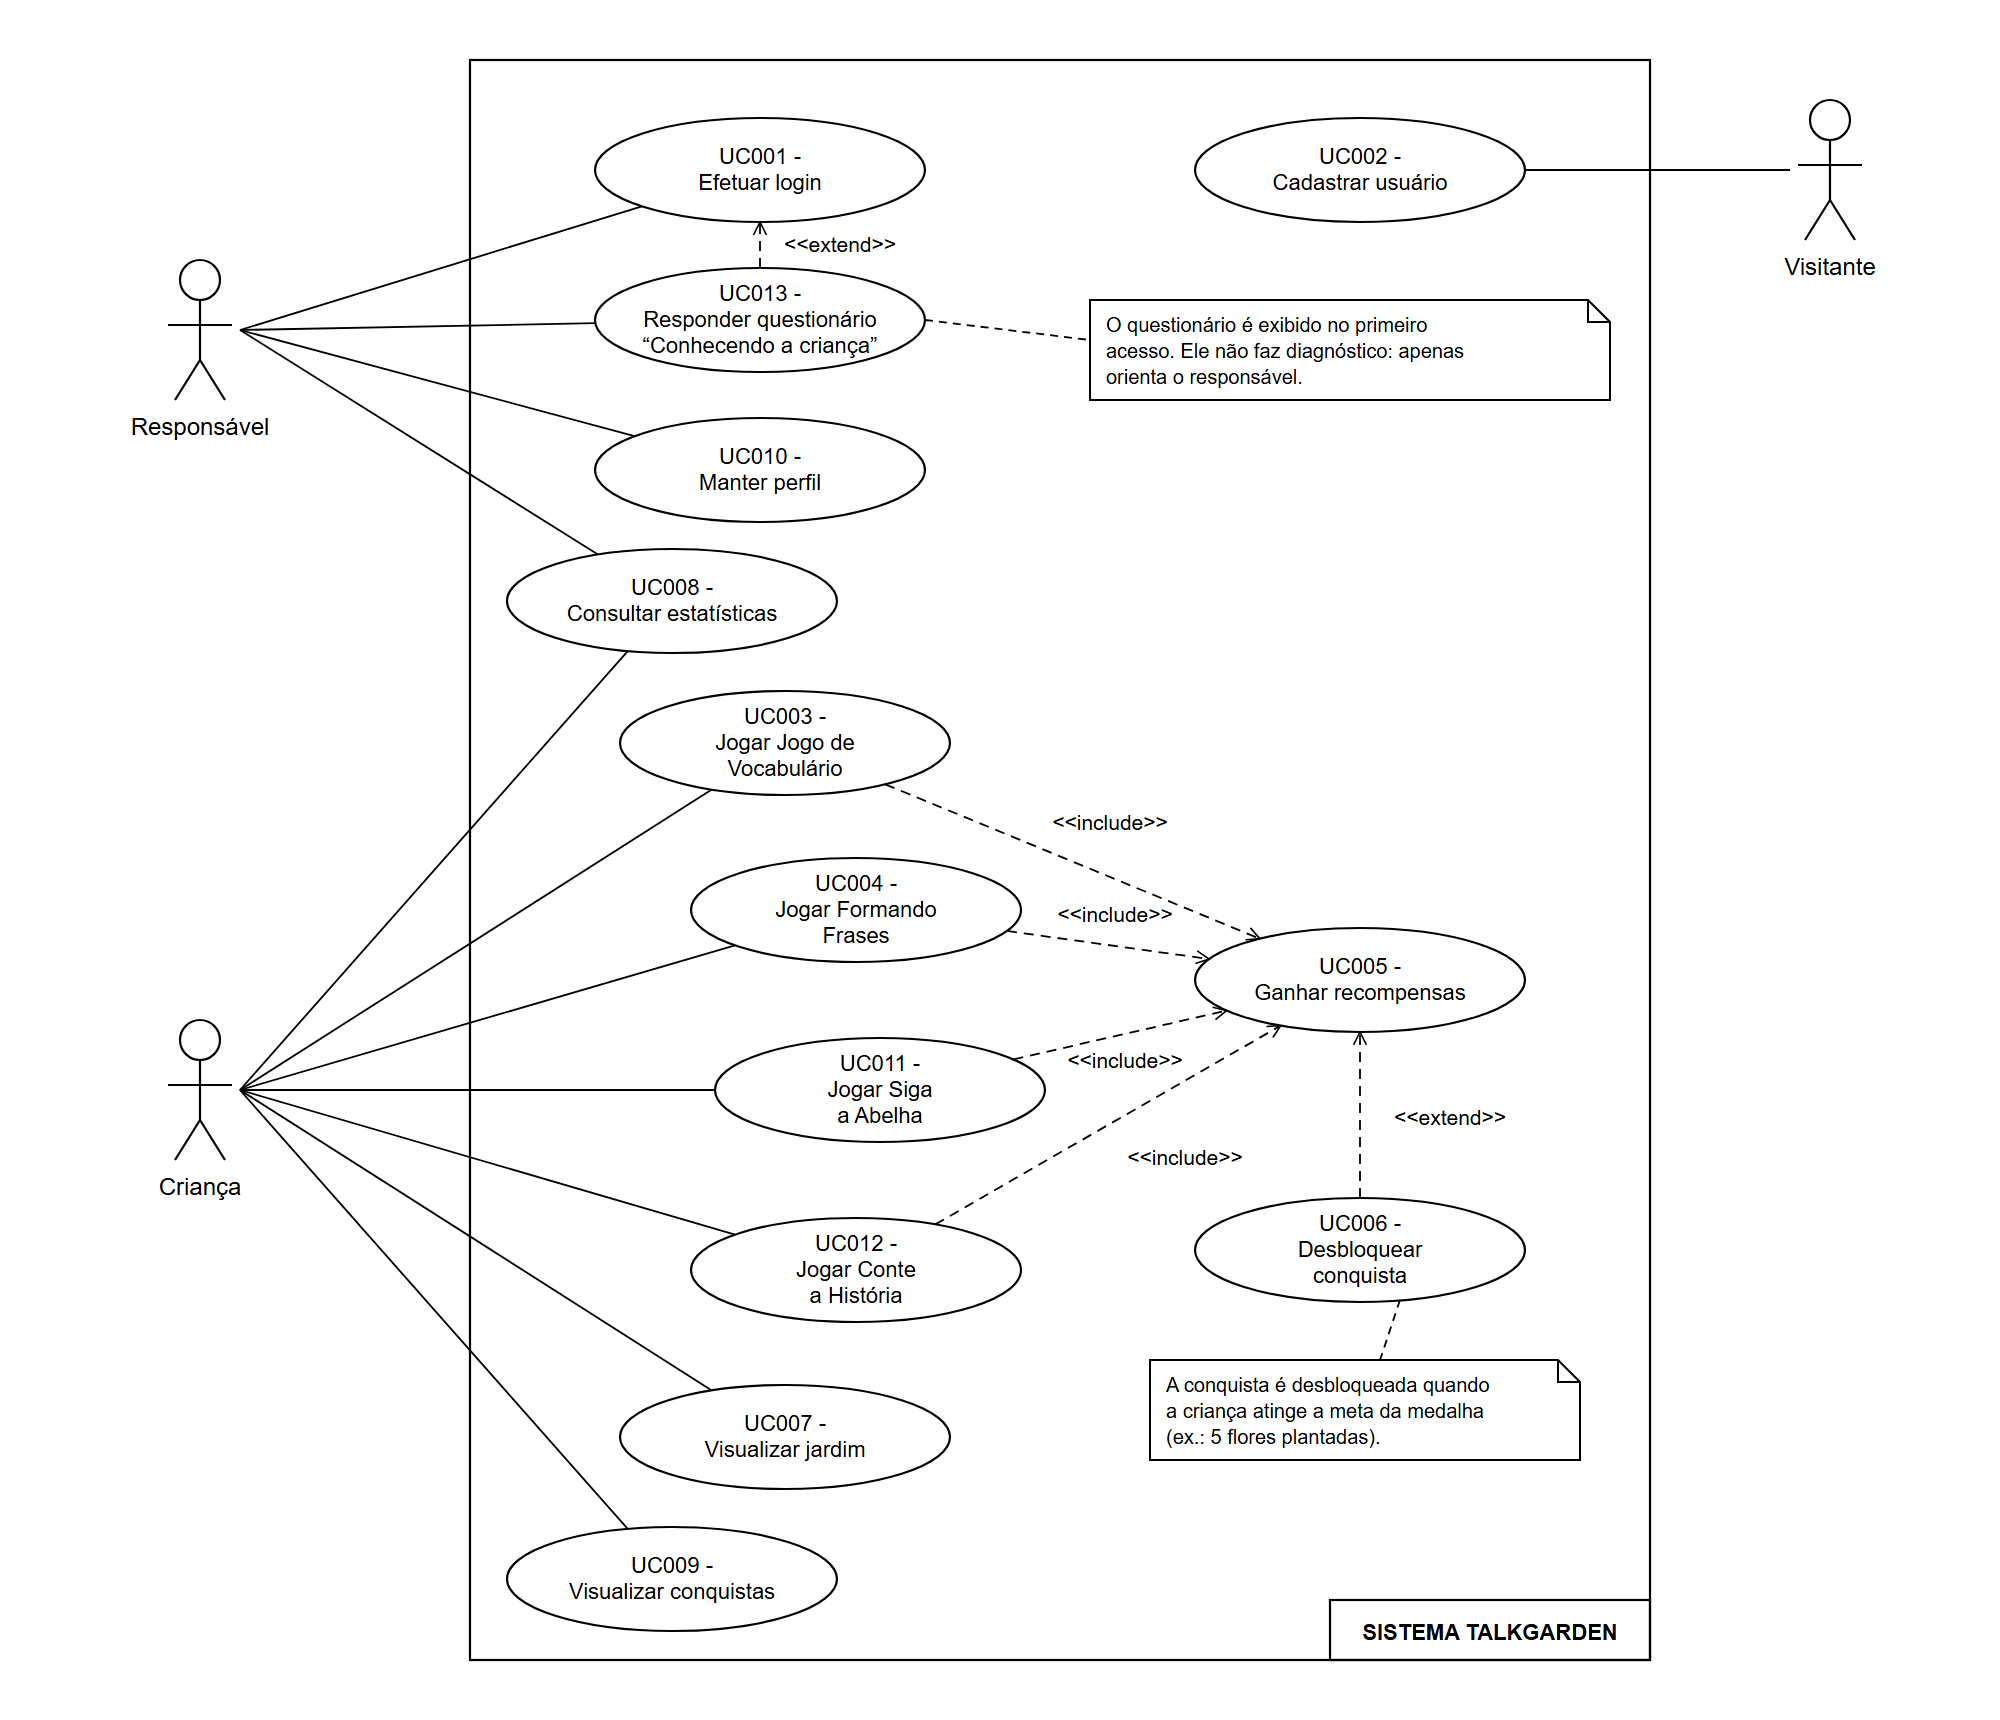 UC001 -
Efetuar login
UC002 -
Cadastrar usuário
Visitante
<<extend>>
Responsável
UC013 -
Responder questionário
“Conhecendo a criança”
O questionário é exibido no primeiro
acesso. Ele não faz diagnóstico: apenas
orienta o responsável.
UC010 -
Manter perfil
UC008 -
Consultar estatísticas
UC003 -
Jogar Jogo de
Vocabulário
<<include>>
UC004 -
Jogar Formando
Frases
<<include>>
UC005 -
Ganhar recompensas
Criança
UC011 -
Jogar Siga
a Abelha
<<include>>
<<extend>>
<<include>>
UC012 -
Jogar Conte
a História
UC006 -
Desbloquear
conquista
A conquista é desbloqueada quando
a criança atinge a meta da medalha
(ex.: 5 flores plantadas).
UC007 -
Visualizar jardim
UC009 -
Visualizar conquistas
SISTEMA TALKGARDEN